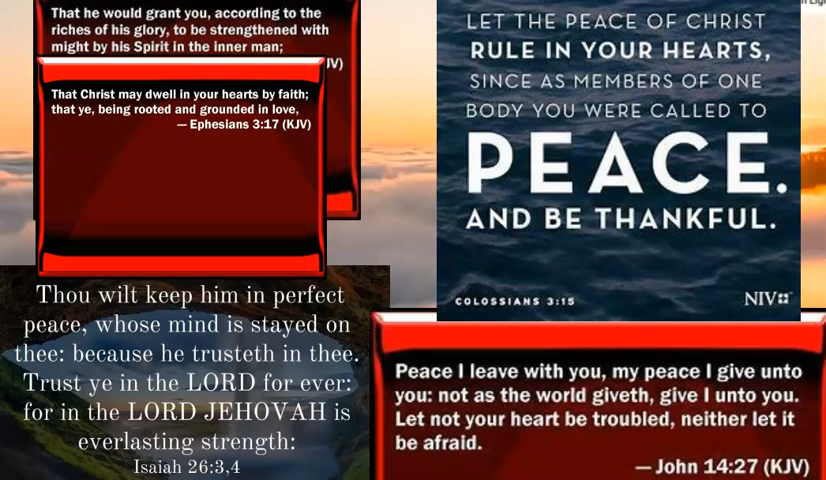 That he would grant you, according to the
riches of his glory, to be strengthened with
might by his Spirit in the inner man;
JV)
That Christ may dwell in your hearts by faith;
that ye, being rooted and grounded in love,
— Ephesians 3:17 (KJV)
LET THE PEACE OF CHRIST
RULE IN YOUR HEARTS,
SINCE AS MEMBERS OF ONE
BODY YOU WERE CALLED TO
PEACE.
AND BE THANKFUL.
COLOSSIANS 3:15
NIV
Thou wilt keep him in perfect
peace, whose mind is stayed on
thee: because he trusteth in thee.
Trust ye in the LORD for ever:
for in the LORD JEHOVAH is
everlasting strength:
Isaiah 26:3,4
Peace I leave with you, my peace I give unto
you: not as the world giveth, give I unto you.
Let not your heart be troubled, neither let it
be afraid.
— John 14:27 (KJV)